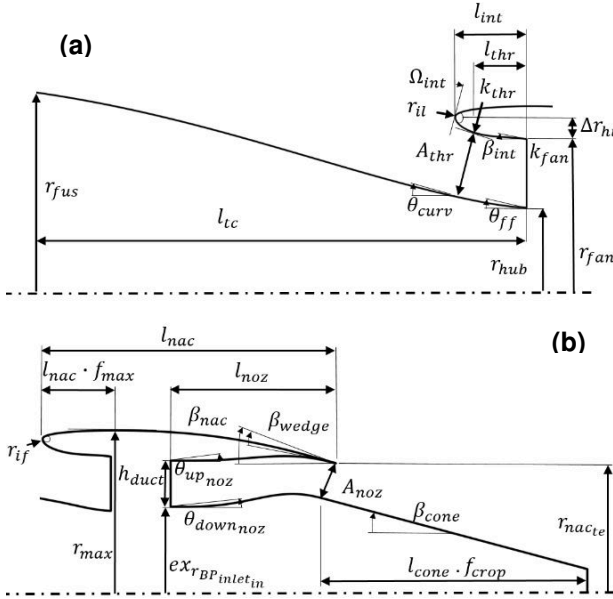 (a)
l_int
l_thr
Ω_int
k_thr
r_il
Δr_hi
A_thr
β_int
k_fan
r_fus
θ_curv
θ_ff
l_tc
r_hub
r_fan
(b)
l_nac
l_nac · f_max
l_noz
β_nac
β_wedge
r_if
h_duct
θ_up_noz
A_noz
θ_down_noz
β_cone
r_max
ex_r_BP_inlet_in
r_nac_te
l_cone · f_crop